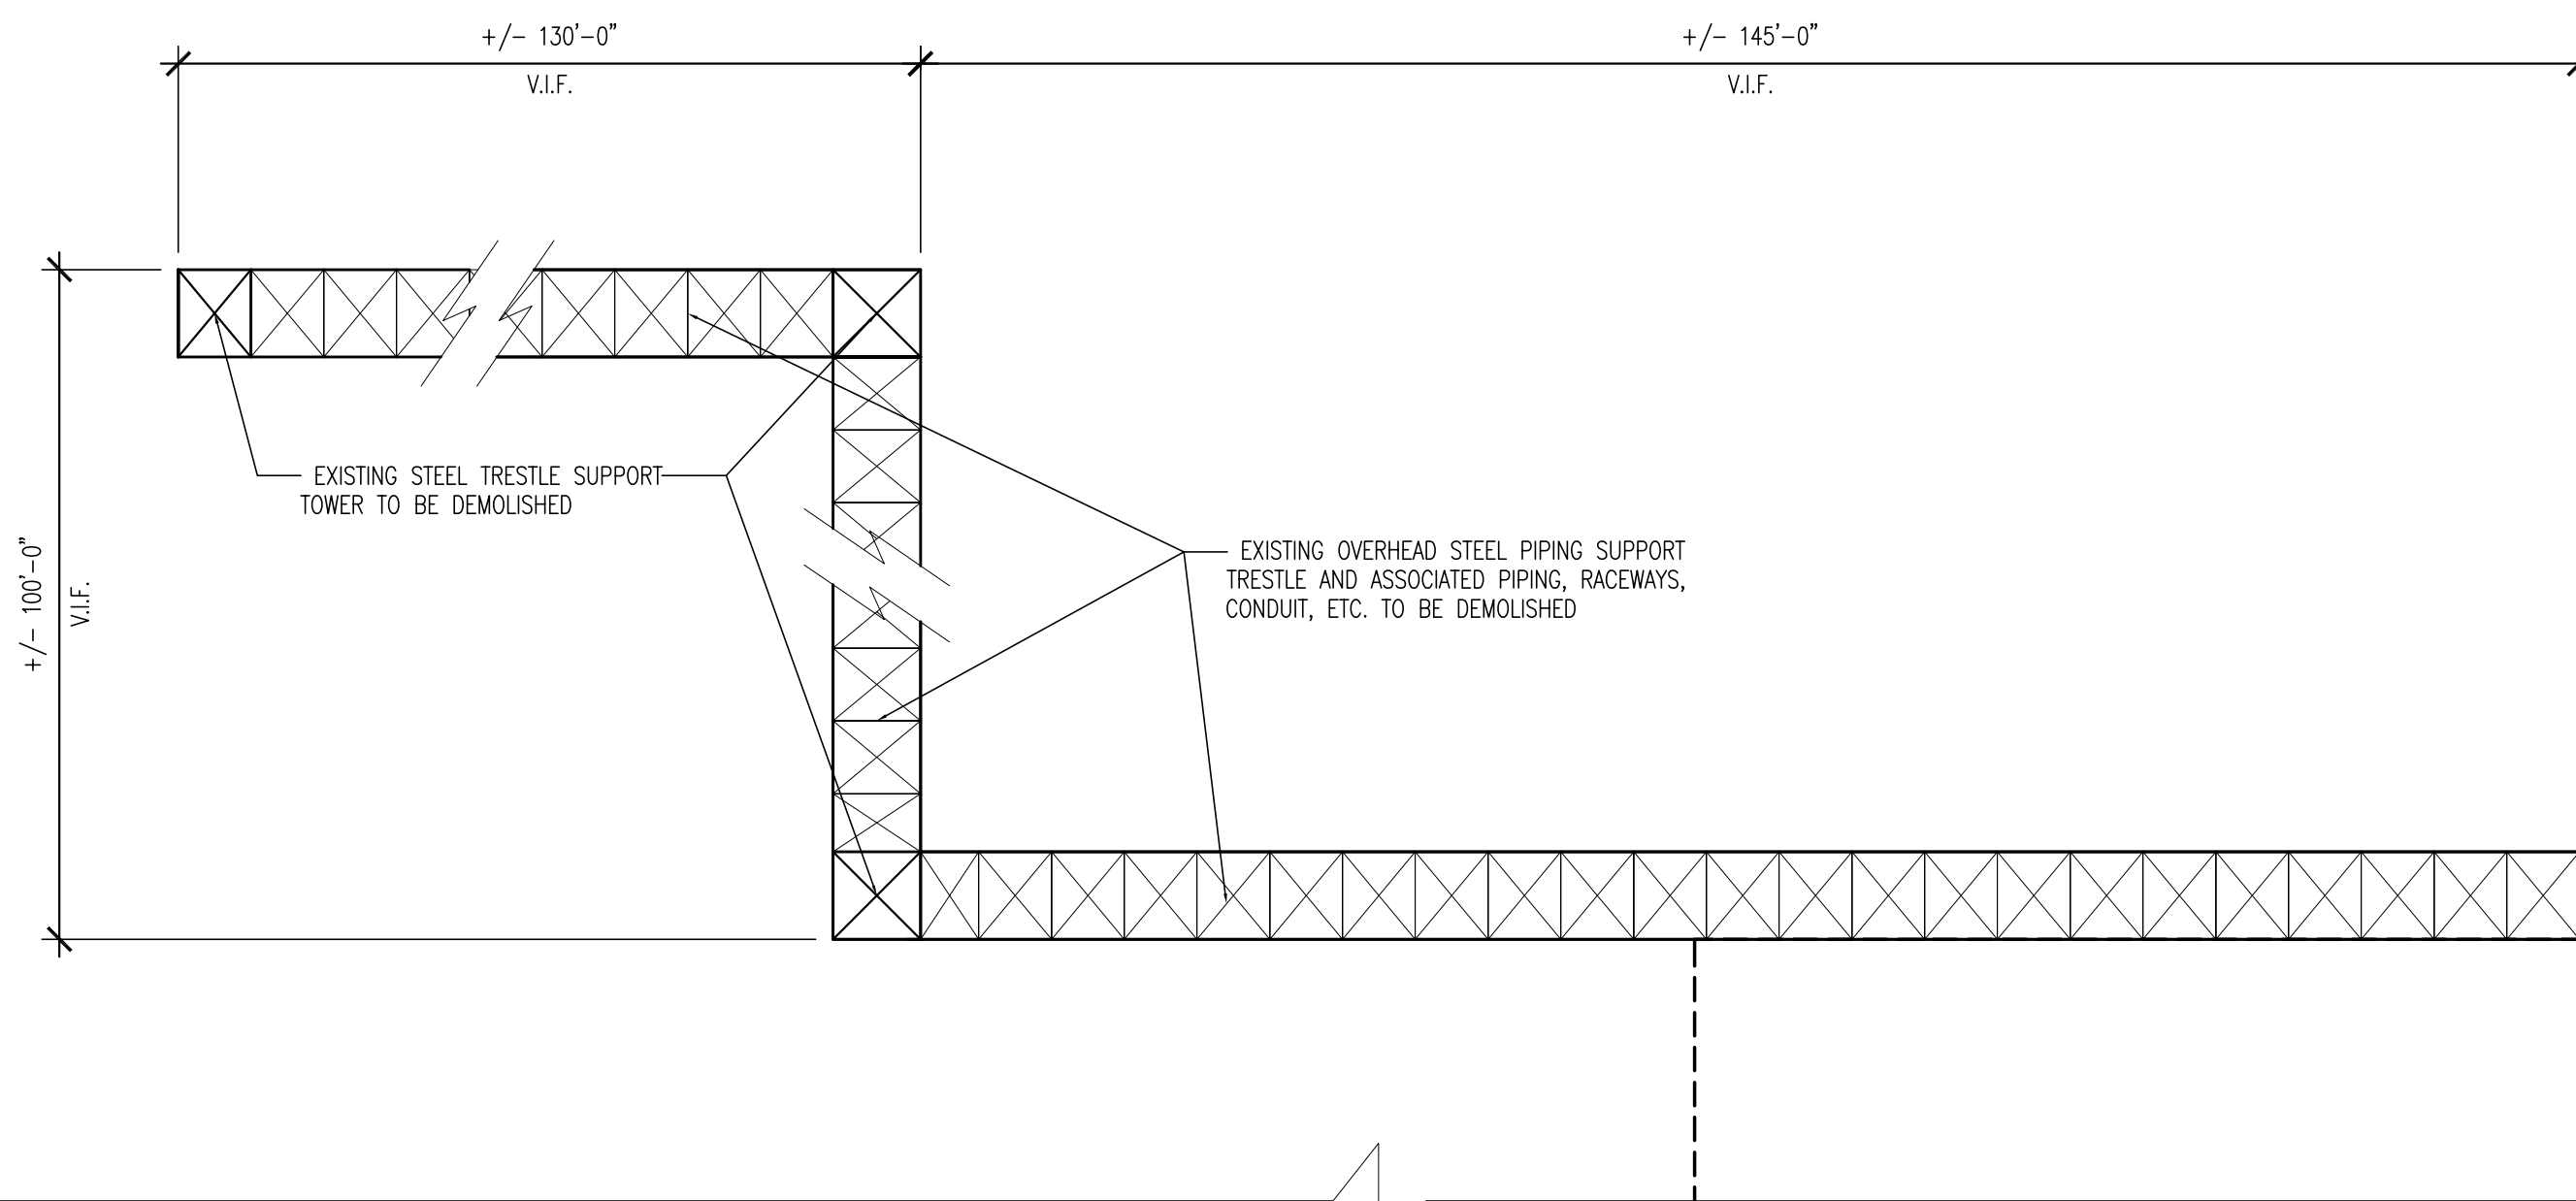 +/- 130'-0"
V.I.F.
+/- 145'-0"
V.I.F.
+/- 100'-0"
V.I.F.
EXISTING STEEL TRESTLE SUPPORT
TOWER TO BE DEMOLISHED
EXISTING OVERHEAD STEEL PIPING SUPPORT
TRESTLE AND ASSOCIATED PIPING, RACEWAYS,
CONDUIT, ETC. TO BE DEMOLISHED